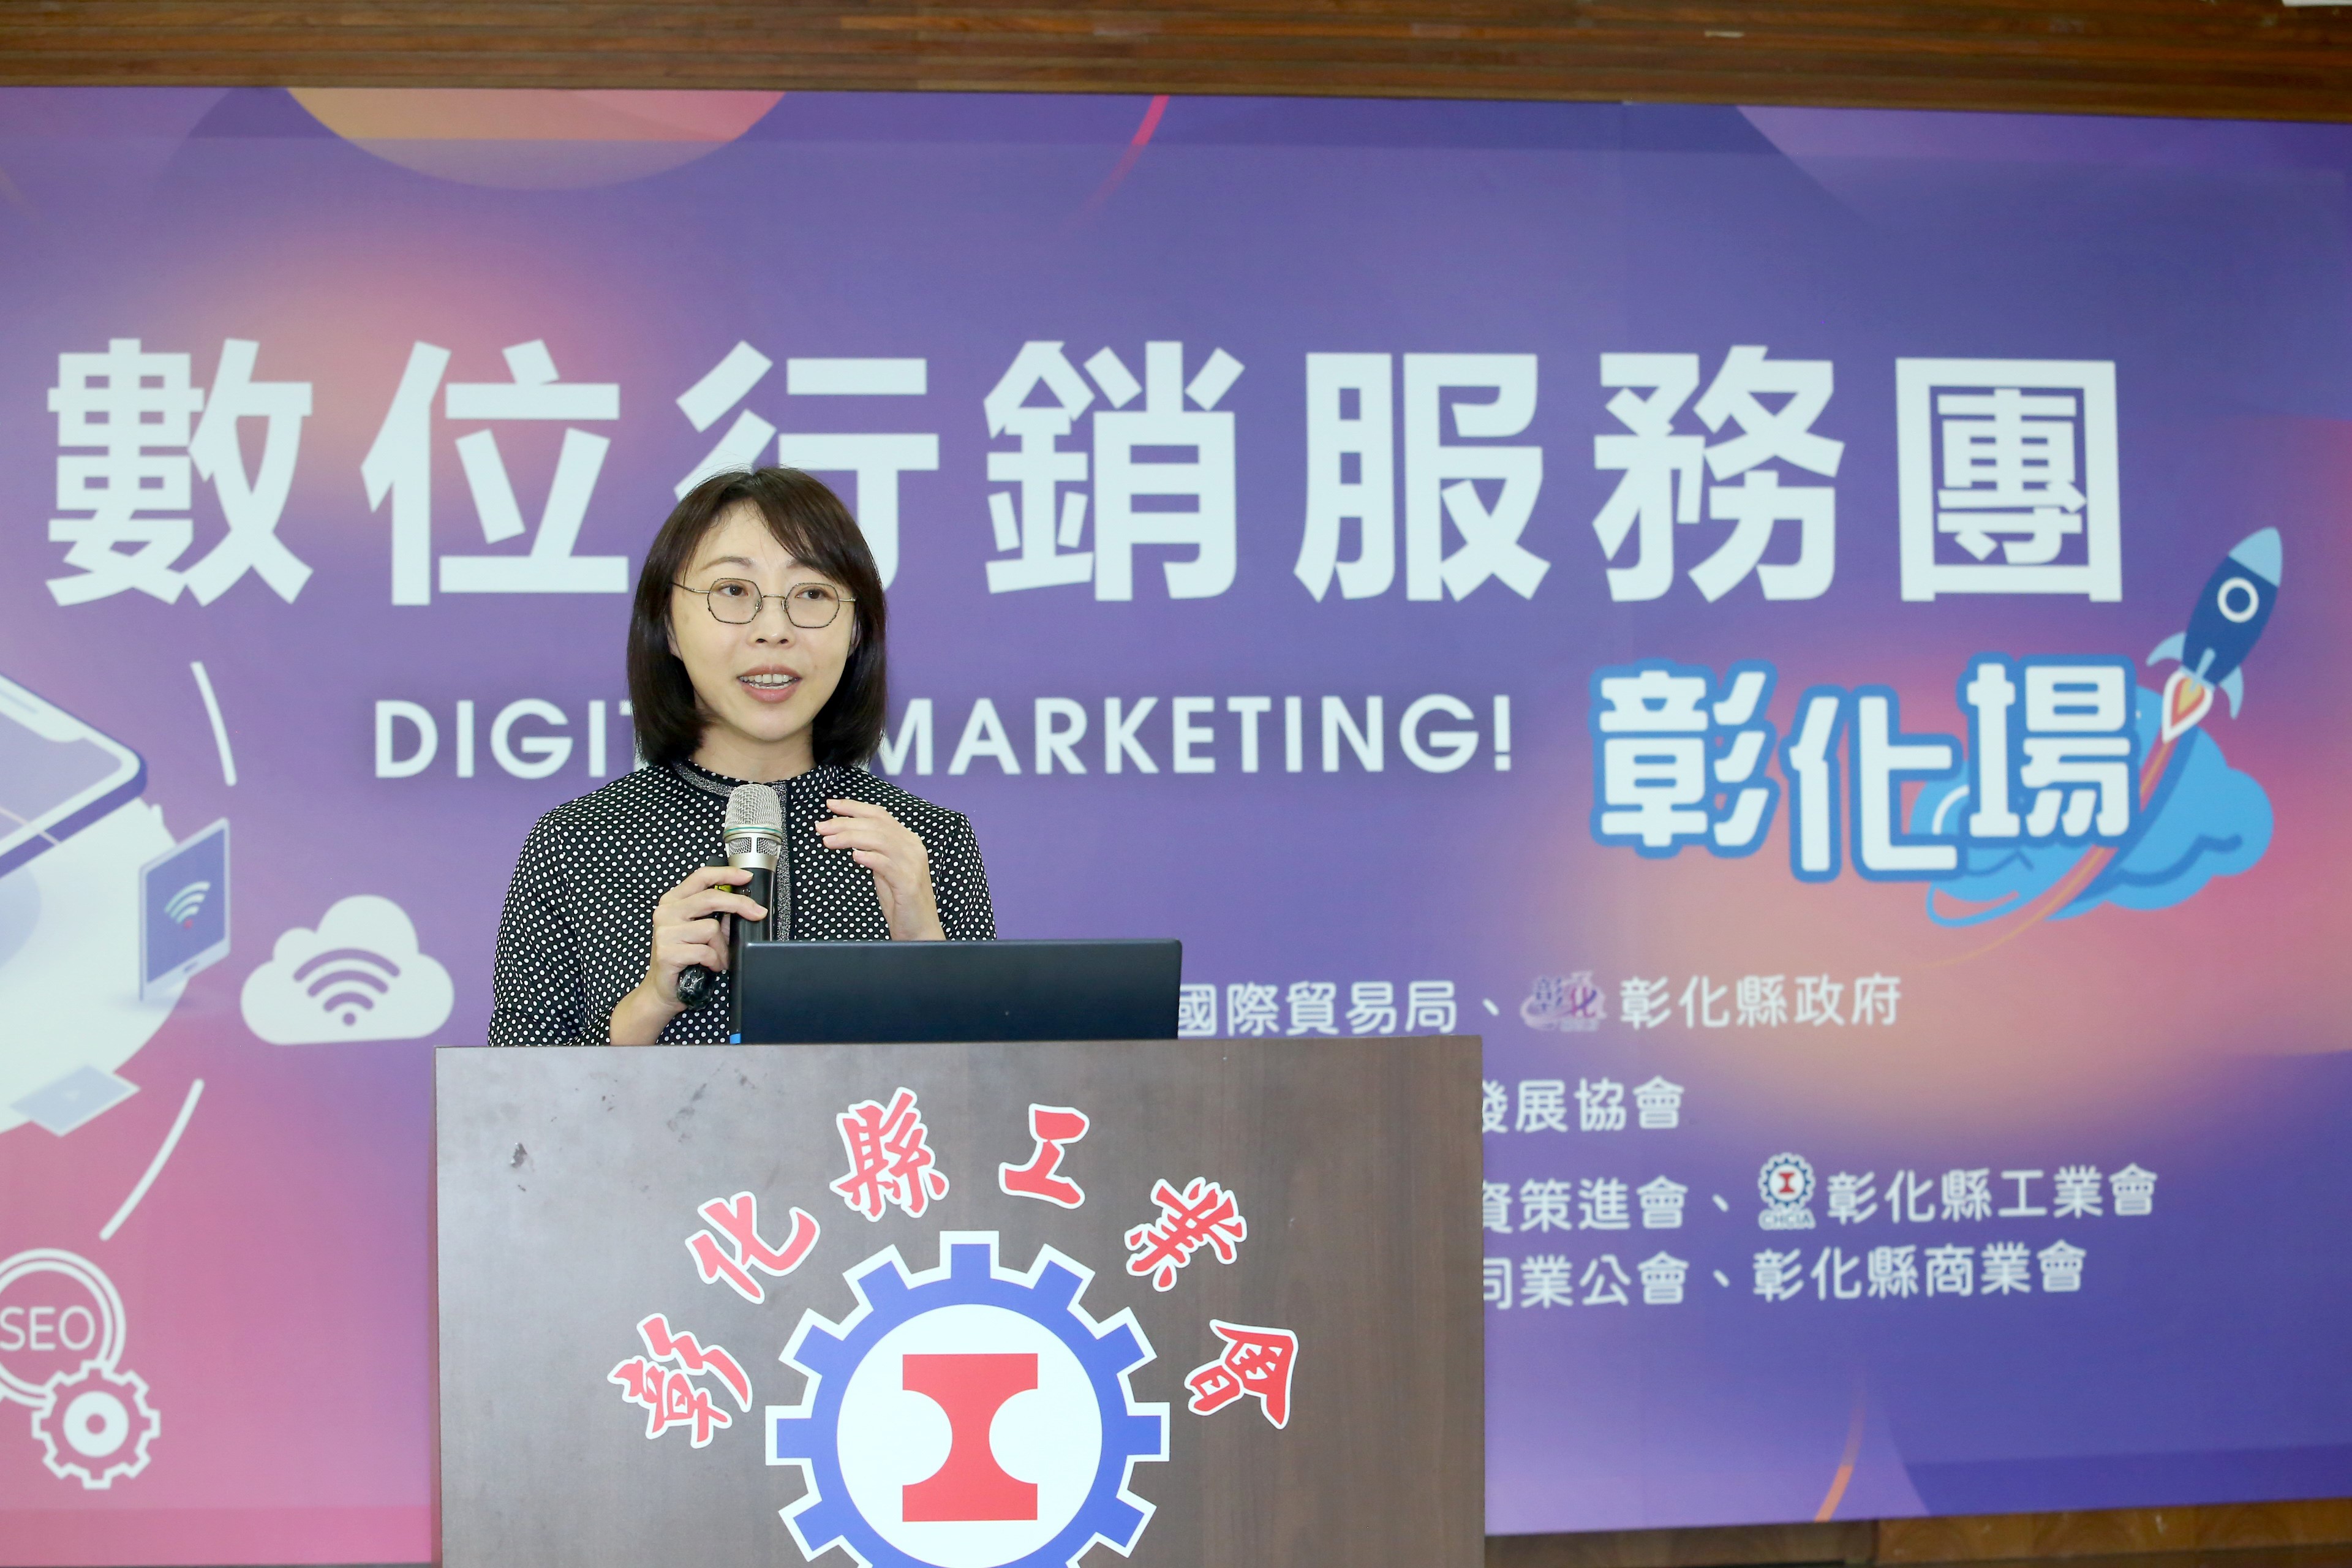 數位行銷服務團
DIGIT MARKETING!
彰化場
國際貿易局、彰化縣政府
發展協會
資策進會、CHCIA 彰化縣工業會
同業公會、彰化縣商業會
SEO
彰化縣工業會